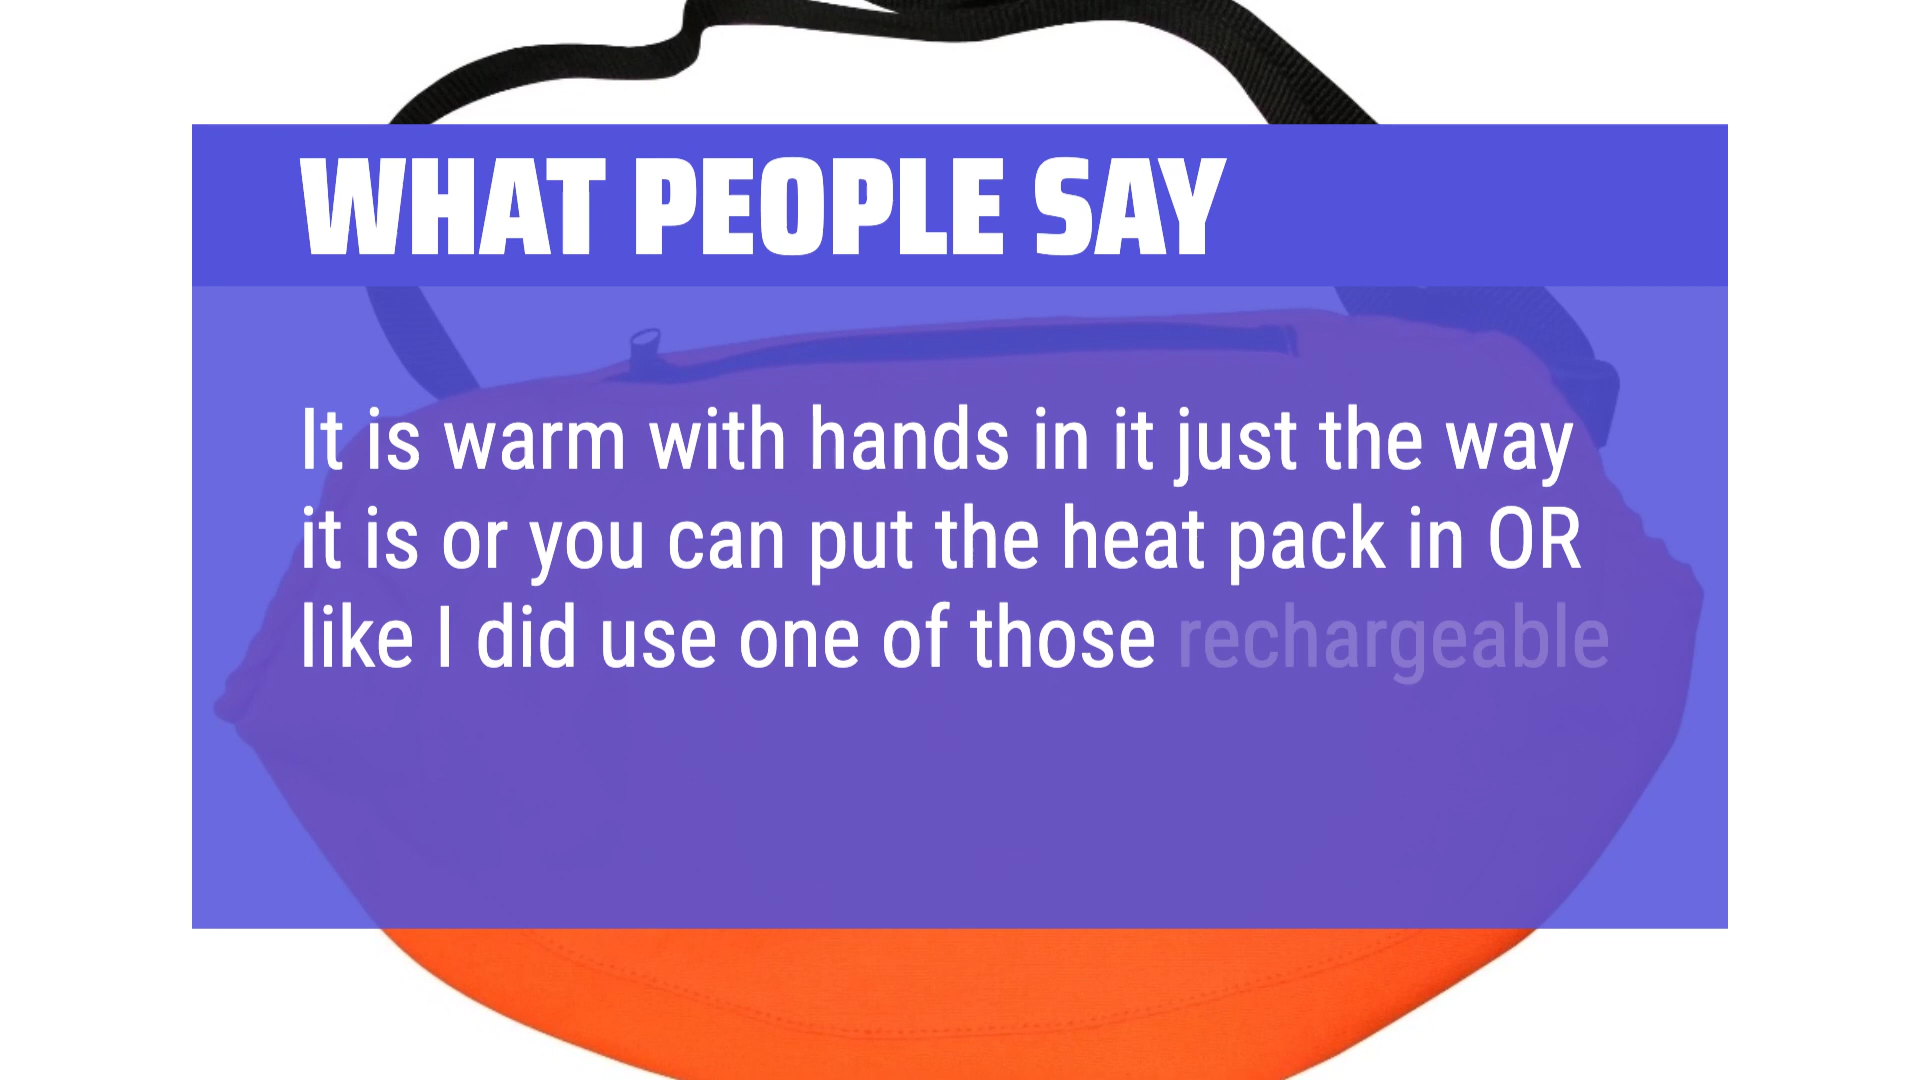 WHAT PEOPLE SAY
It is warm with hands in it just the way
it is or you can put the heat pack in OR
like I did use one of those rechargeable